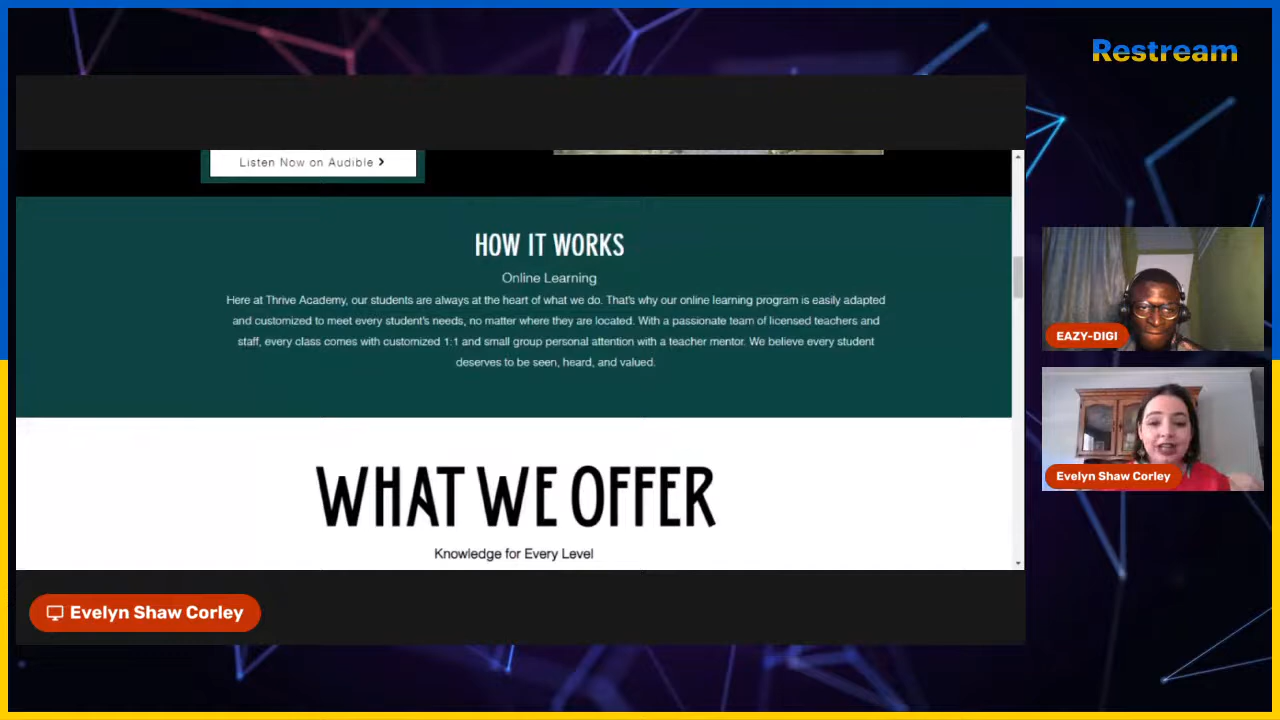 Restream
Listen Now on Audible
HOW IT WORKS
Online Learning
Here at Thrive Academy, our students are always at the heart of what we do. That's why our online learning program is easily adapted
and customized to meet every student's needs, no matter where they are located. With a passionate team of licensed teachers and
staff, every class comes with customized 1:1 and small group personal attention with a teacher mentor. We believe every student
deserves to be seen, heard, and valued.
WHAT WE OFFER
Knowledge for Every Level
EAZY-DIGI
Evelyn Shaw Corley
Evelyn Shaw Corley